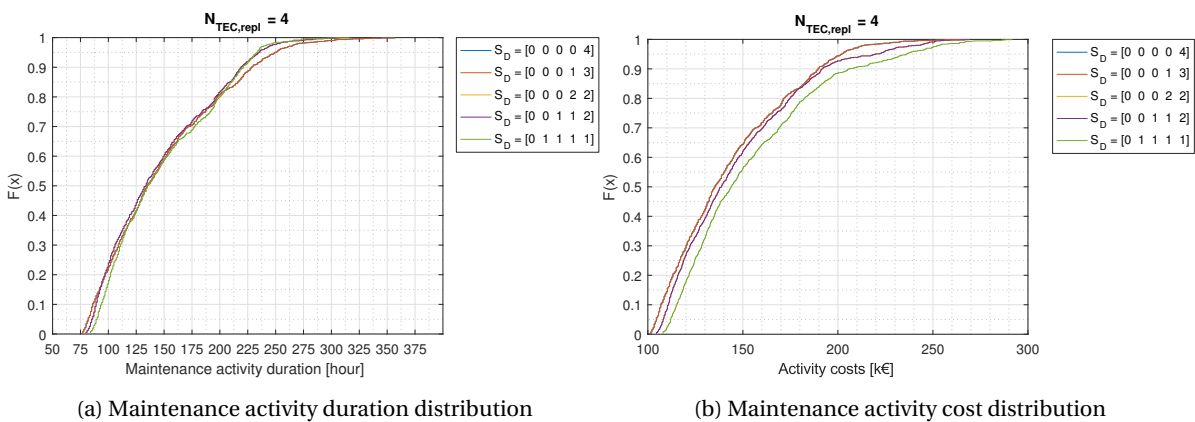 N_TEC,repl = 4
1
0.9
0.8
0.7
0.6
0.5
0.4
0.3
0.2
0.1
0
F(x)
50 75 100 125 150 175 200 225 250 275 300 325 350 375
Maintenance activity duration [hour]
S_D = [0 0 0 0 4]
S_D = [0 0 0 1 3]
S_D = [0 0 0 2 2]
S_D = [0 0 1 1 2]
S_D = [0 1 1 1 1]
(a) Maintenance activity duration distribution
N_TEC,repl = 4
1
0.9
0.8
0.7
0.6
0.5
0.4
0.3
0.2
0.1
0
F(x)
100 150 200 250 300
Activity costs [k€]
S_D = [0 0 0 0 4]
S_D = [0 0 0 1 3]
S_D = [0 0 0 2 2]
S_D = [0 0 1 1 2]
S_D = [0 1 1 1 1]
(b) Maintenance activity cost distribution